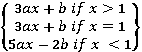 3ax + b if x > 1
3ax + b if x = 1
5ax − 2b if x < 1